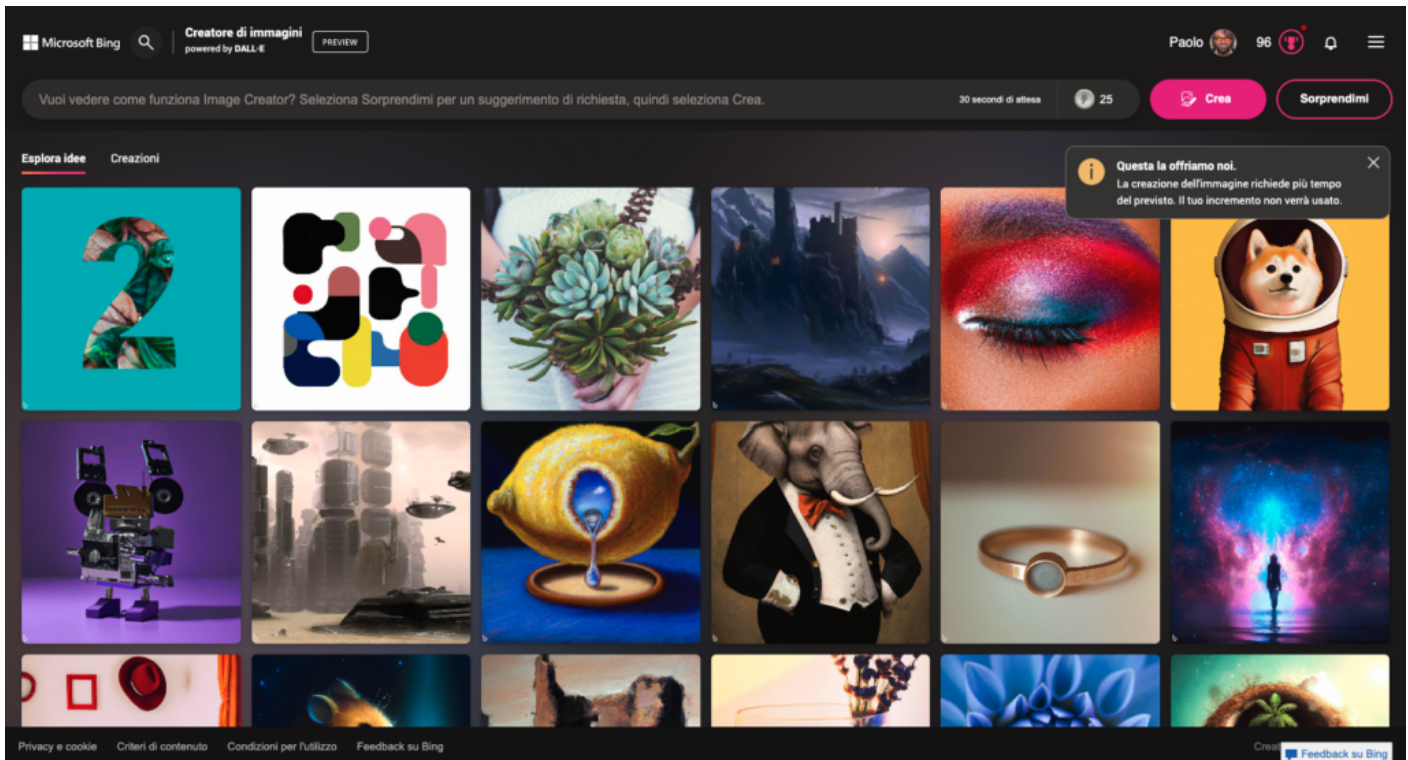 Microsoft Bing
Creatore di immagini
powered by DALL·E
PREVIEW
Paolo
96
Vuoi vedere come funziona Image Creator? Seleziona Sorprendimi per un suggerimento di richiesta, quindi seleziona Crea.
30 secondi di attesa
25
Crea
Sorprendimi
Esplora idee
Creazioni
Questa la offriamo noi.
La creazione dell'immagine richiede più tempo
del previsto. Il tuo incremento non verrà usato.
2
Privacy e cookie
Criteri di contenuto
Condizioni per l'utilizzo
Feedback su Bing
Feedback su Bing